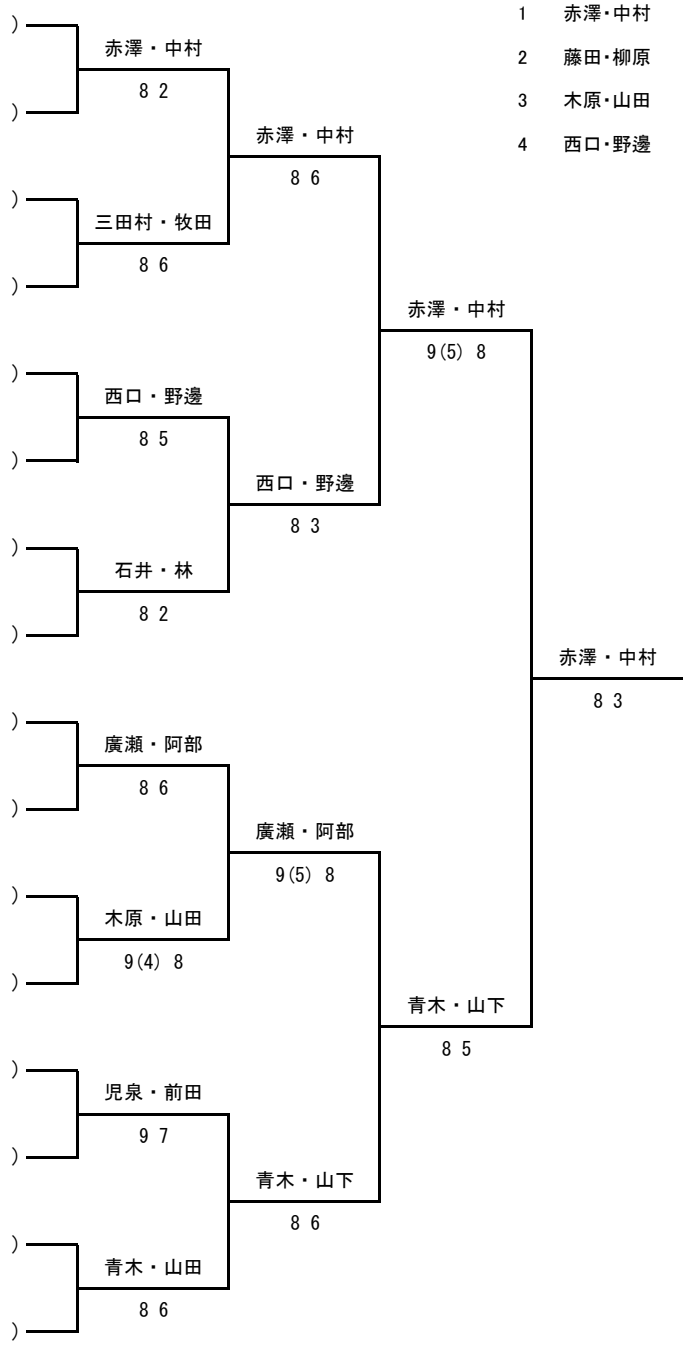 )
1 赤澤・中村
赤澤・中村
2 藤田・柳原
8 2
3 木原・山田
)
赤澤・中村
4 西口・野邊
8 6
)
三田村・牧田
8 6
)
赤澤・中村
9(5) 8
)
西口・野邊
8 5
)
西口・野邊
8 3
)
石井・林
8 2
)
赤澤・中村
8 3
)
廣瀬・阿部
8 6
)
廣瀬・阿部
9(5) 8
)
木原・山田
9(4) 8
)
青木・山下
8 5
)
児泉・前田
9 7
)
青木・山下
8 6
)
青木・山田
8 6
)